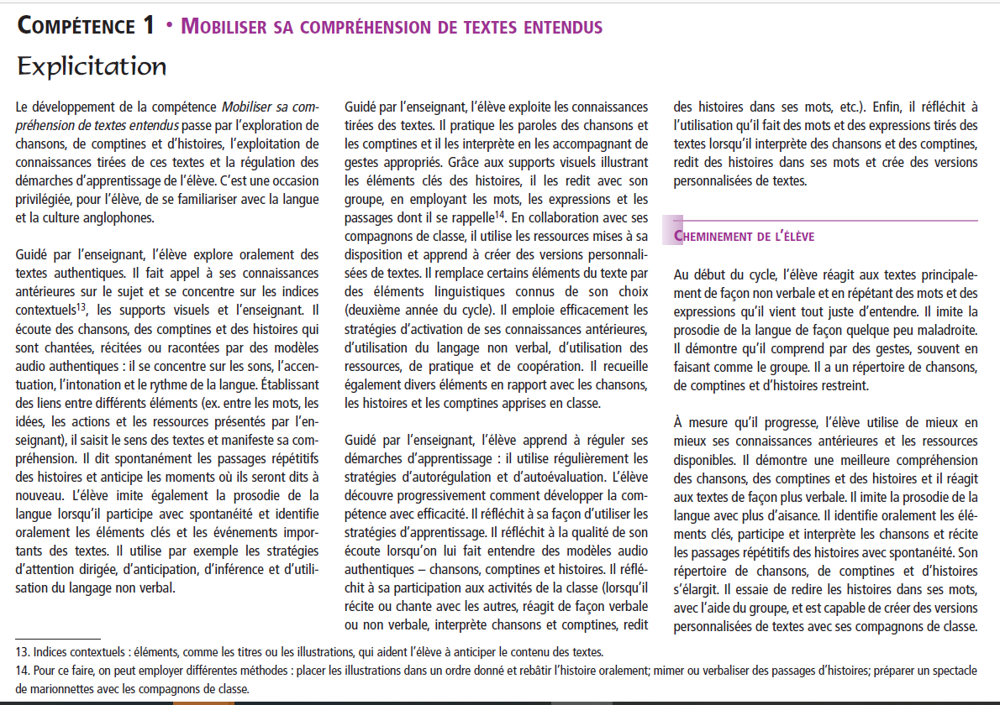 COMPÉTENCE 1 • MOBILISER SA COMPRÉHENSION DE TEXTES ENTENDUS
Explicitation
Le développement de la compétence Mobiliser sa com-
préhension de textes entendus passe par l'exploration de
chansons, de comptines et d'histoires, l'exploitation de
connaissances tirées de ces textes et la régulation des
démarches d'apprentissage de l'élève. C'est une occasion
privilégiée, pour l'élève, de se familiariser avec la langue
et la culture anglophones.
Guidé par l'enseignant, l'élève explore oralement des
textes authentiques. Il fait appel à ses connaissances
antérieures sur le sujet et se concentre sur les indices
contextuels13, les supports visuels et l'enseignant. Il
écoute des chansons, des comptines et des histoires qui
sont chantées, récitées ou racontées par des modèles
audio authentiques : il se concentre sur les sons, l'accen-
tuation, l'intonation et le rythme de la langue. Établissant
des liens entre différents éléments (ex. entre les mots, les
idées, les actions et les ressources présentés par l'en-
seignant), il saisit le sens des textes et manifeste sa com-
préhension. Il dit spontanément les passages répétitifs
des histoires et anticipe les moments où ils seront dits à
nouveau. L'élève imite également la prosodie de la
langue lorsqu'il participe avec spontanéité et identifie
oralement les éléments clés et les événements impor-
tants des textes. Il utilise par exemple les stratégies
d'attention dirigée, d'anticipation, d'inférence et d'utili-
sation du langage non verbal.
Guidé par l'enseignant, l'élève exploite les connaissances
tirées des textes. Il pratique les paroles des chansons et
les comptines et il les interprète en les accompagnant de
gestes appropriés. Grâce aux supports visuels illustrant
les éléments clés des histoires, il les redit avec son
groupe, en employant les mots, les expressions et les
passages dont il se rappelle14. En collaboration avec ses
compagnons de classe, il utilise les ressources mises à sa
disposition et apprend à créer des versions personnali-
sées de textes. Il remplace certains éléments du texte par
des éléments linguistiques connus de son choix
(deuxième année du cycle). Il emploie efficacement les
stratégies d'activation de ses connaissances antérieures,
d'utilisation du langage non verbal, d'utilisation des
ressources, de pratique et de coopération. Il recueille
également divers éléments en rapport avec les chansons,
les histoires et les comptines apprises en classe.
Guidé par l'enseignant, l'élève apprend à réguler ses
démarches d'apprentissage : il utilise régulièrement les
stratégies d'autorégulation et d'autoévaluation. L'élève
découvre progressivement comment développer la com-
pétence avec efficacité. Il réfléchit à sa façon d'utiliser les
stratégies d'apprentissage. Il réfléchit à la qualité de son
écoute lorsqu'on lui fait entendre des modèles audio
authentiques – chansons, comptines et histoires. Il réflé-
chit à sa participation aux activités de la classe (lorsqu'il
récite ou chante avec les autres, réagit de façon verbale
ou non verbale, interprète chansons et comptines, redit
des histoires dans ses mots, etc.). Enfin, il réfléchit à
l'utilisation qu'il fait des mots et des expressions tirés des
textes lorsqu'il interprète des chansons et des comptines,
redit des histoires dans ses mots et crée des versions
personnalisées de textes.
CHEMINEMENT DE L'ÉLÈVE
Au début du cycle, l'élève réagit aux textes principale-
ment de façon non verbale et en répétant des mots et des
expressions qu'il vient tout juste d'entendre. Il imite la
prosodie de la langue de façon quelque peu maladroite.
Il démontre qu'il comprend par des gestes, souvent en
faisant comme le groupe. Il a un répertoire de chansons,
de comptines et d'histoires restreint.
À mesure qu'il progresse, l'élève utilise de mieux en
mieux ses connaissances antérieures et les ressources
disponibles. Il démontre une meilleure compréhension
des chansons, des comptines et des histoires et il réagit
aux textes de façon plus verbale. Il imite la prosodie de la
langue avec plus d'aisance. Il identifie oralement les élé-
ments clés, participe et interprète les chansons et récite
les passages répétitifs des histoires avec spontanéité. Son
répertoire de chansons, de comptines et d'histoires
s'élargit. Il essaie de redire les histoires dans ses mots,
avec l'aide du groupe, et est capable de créer des versions
personnalisées de textes avec ses compagnons de classe.
13. Indices contextuels : éléments, comme les titres ou les illustrations, qui aident l'élève à anticiper le contenu des textes.
14. Pour ce faire, on peut employer différentes méthodes : placer les illustrations dans un ordre donné et rebâtir l'histoire oralement; mimer ou verbaliser des passages d'histoires; préparer un spectacle
de marionnettes avec les compagnons de classe.